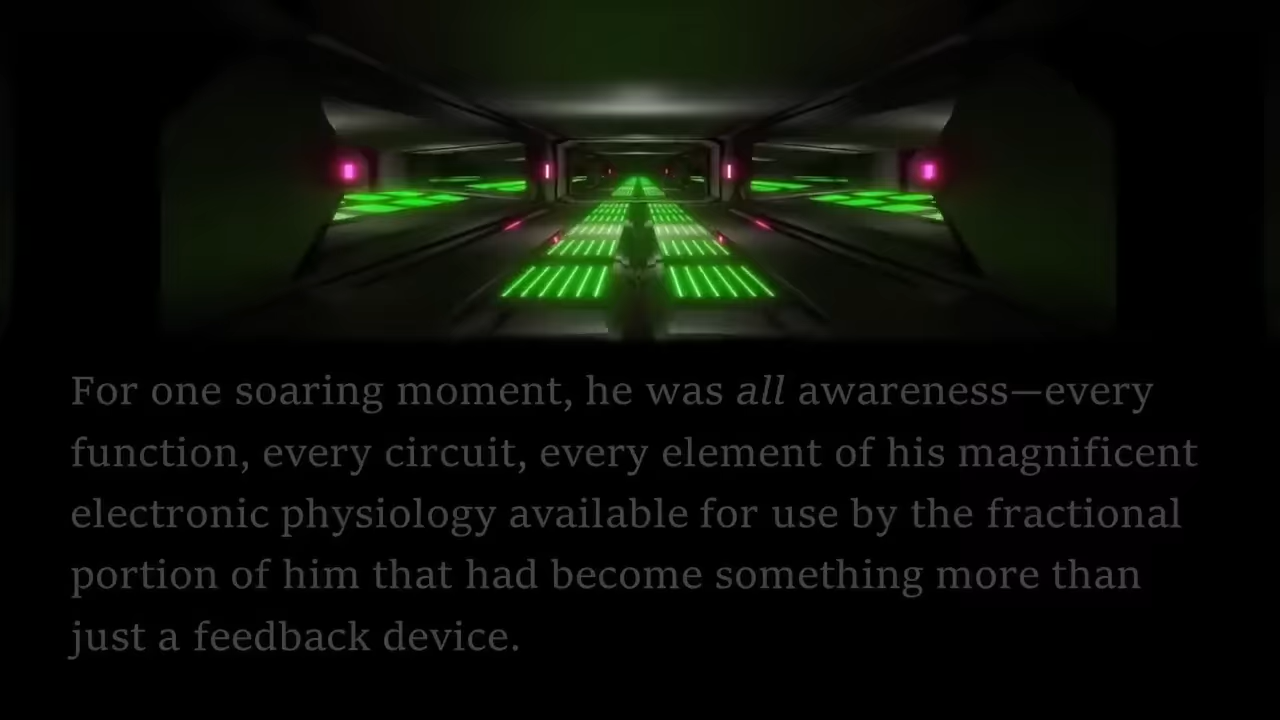 For one soaring moment, he was all awareness—every
function, every circuit, every element of his magnificent
electronic physiology available for use by the fractional
portion of him that had become something more than
just a feedback device.